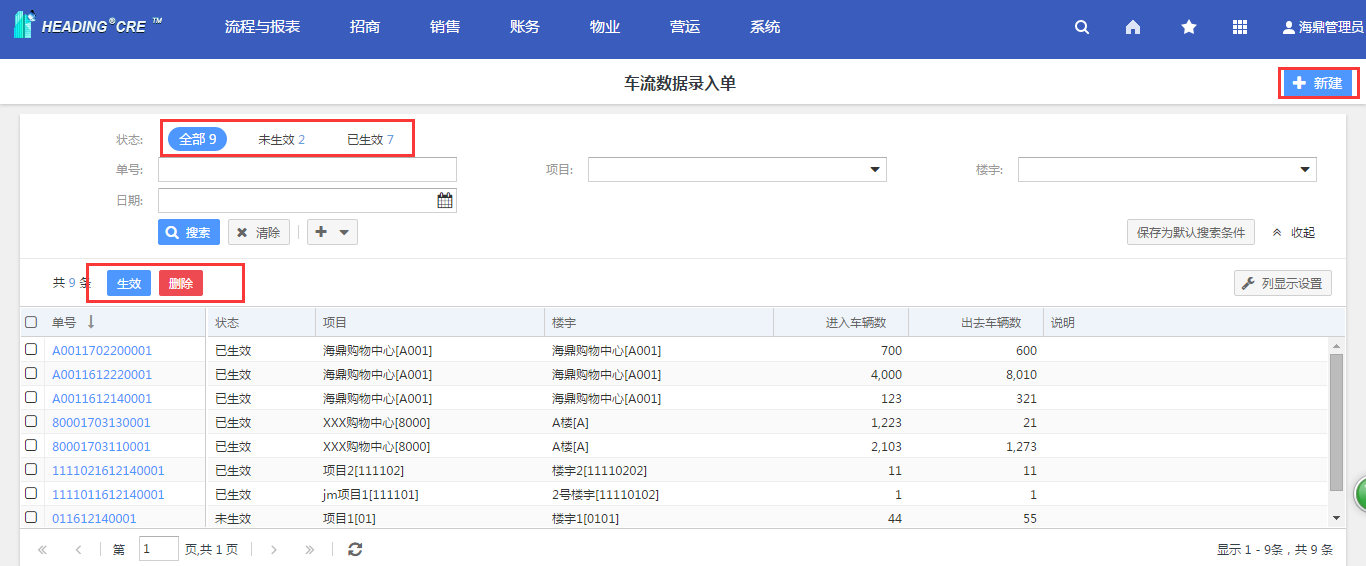 HEADING®CRE ™ 流程与报表 招商 销售 账务 物业 营运 系统 海鼎管理员
车流数据录入单 新建
状态: 全部 9 未生效 2 已生效 7
单号: 项目: 楼宇:
日期:
搜索 清除 保存为默认搜索条件 收起
共 9 条 生效 删除 列显示设置
单号 状态 项目 楼宇 进入车辆数 出去车辆数 说明
A0011702200001 已生效 海鼎购物中心[A001] 海鼎购物中心[A001] 700 600
A0011612220001 已生效 海鼎购物中心[A001] 海鼎购物中心[A001] 4,000 8,010
A0011612140001 已生效 海鼎购物中心[A001] 海鼎购物中心[A001] 123 321
80001703130001 已生效 XXX购物中心[8000] A楼[A] 1,223 21
80001703110001 已生效 XXX购物中心[8000] A楼[A] 2,103 1,273
1111021612140001 已生效 项目2[111102] 楼宇2[11110202] 11 11
1111011612140001 已生效 jm项目1[111101] 2号楼宇[11110102] 1 1
011612140001 未生效 项目1[01] 楼宇1[0101] 44 55
第 1 页,共 1 页 显示 1 - 9条，共 9 条